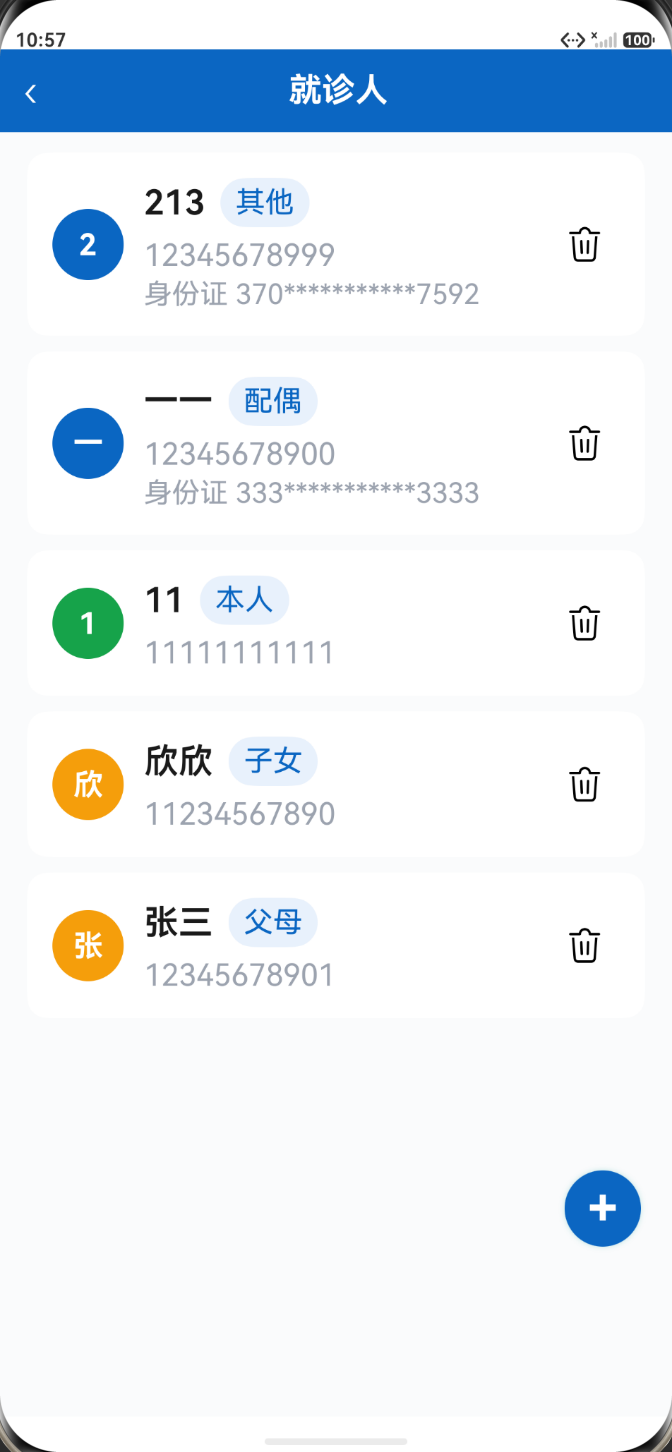 10:57
100
就诊人
2
213 其他
12345678999
身份证 370***********7592
一
一一 配偶
12345678900
身份证 333***********3333
1
11 本人
11111111111
欣
欣欣 子女
11234567890
张
张三 父母
12345678901
+